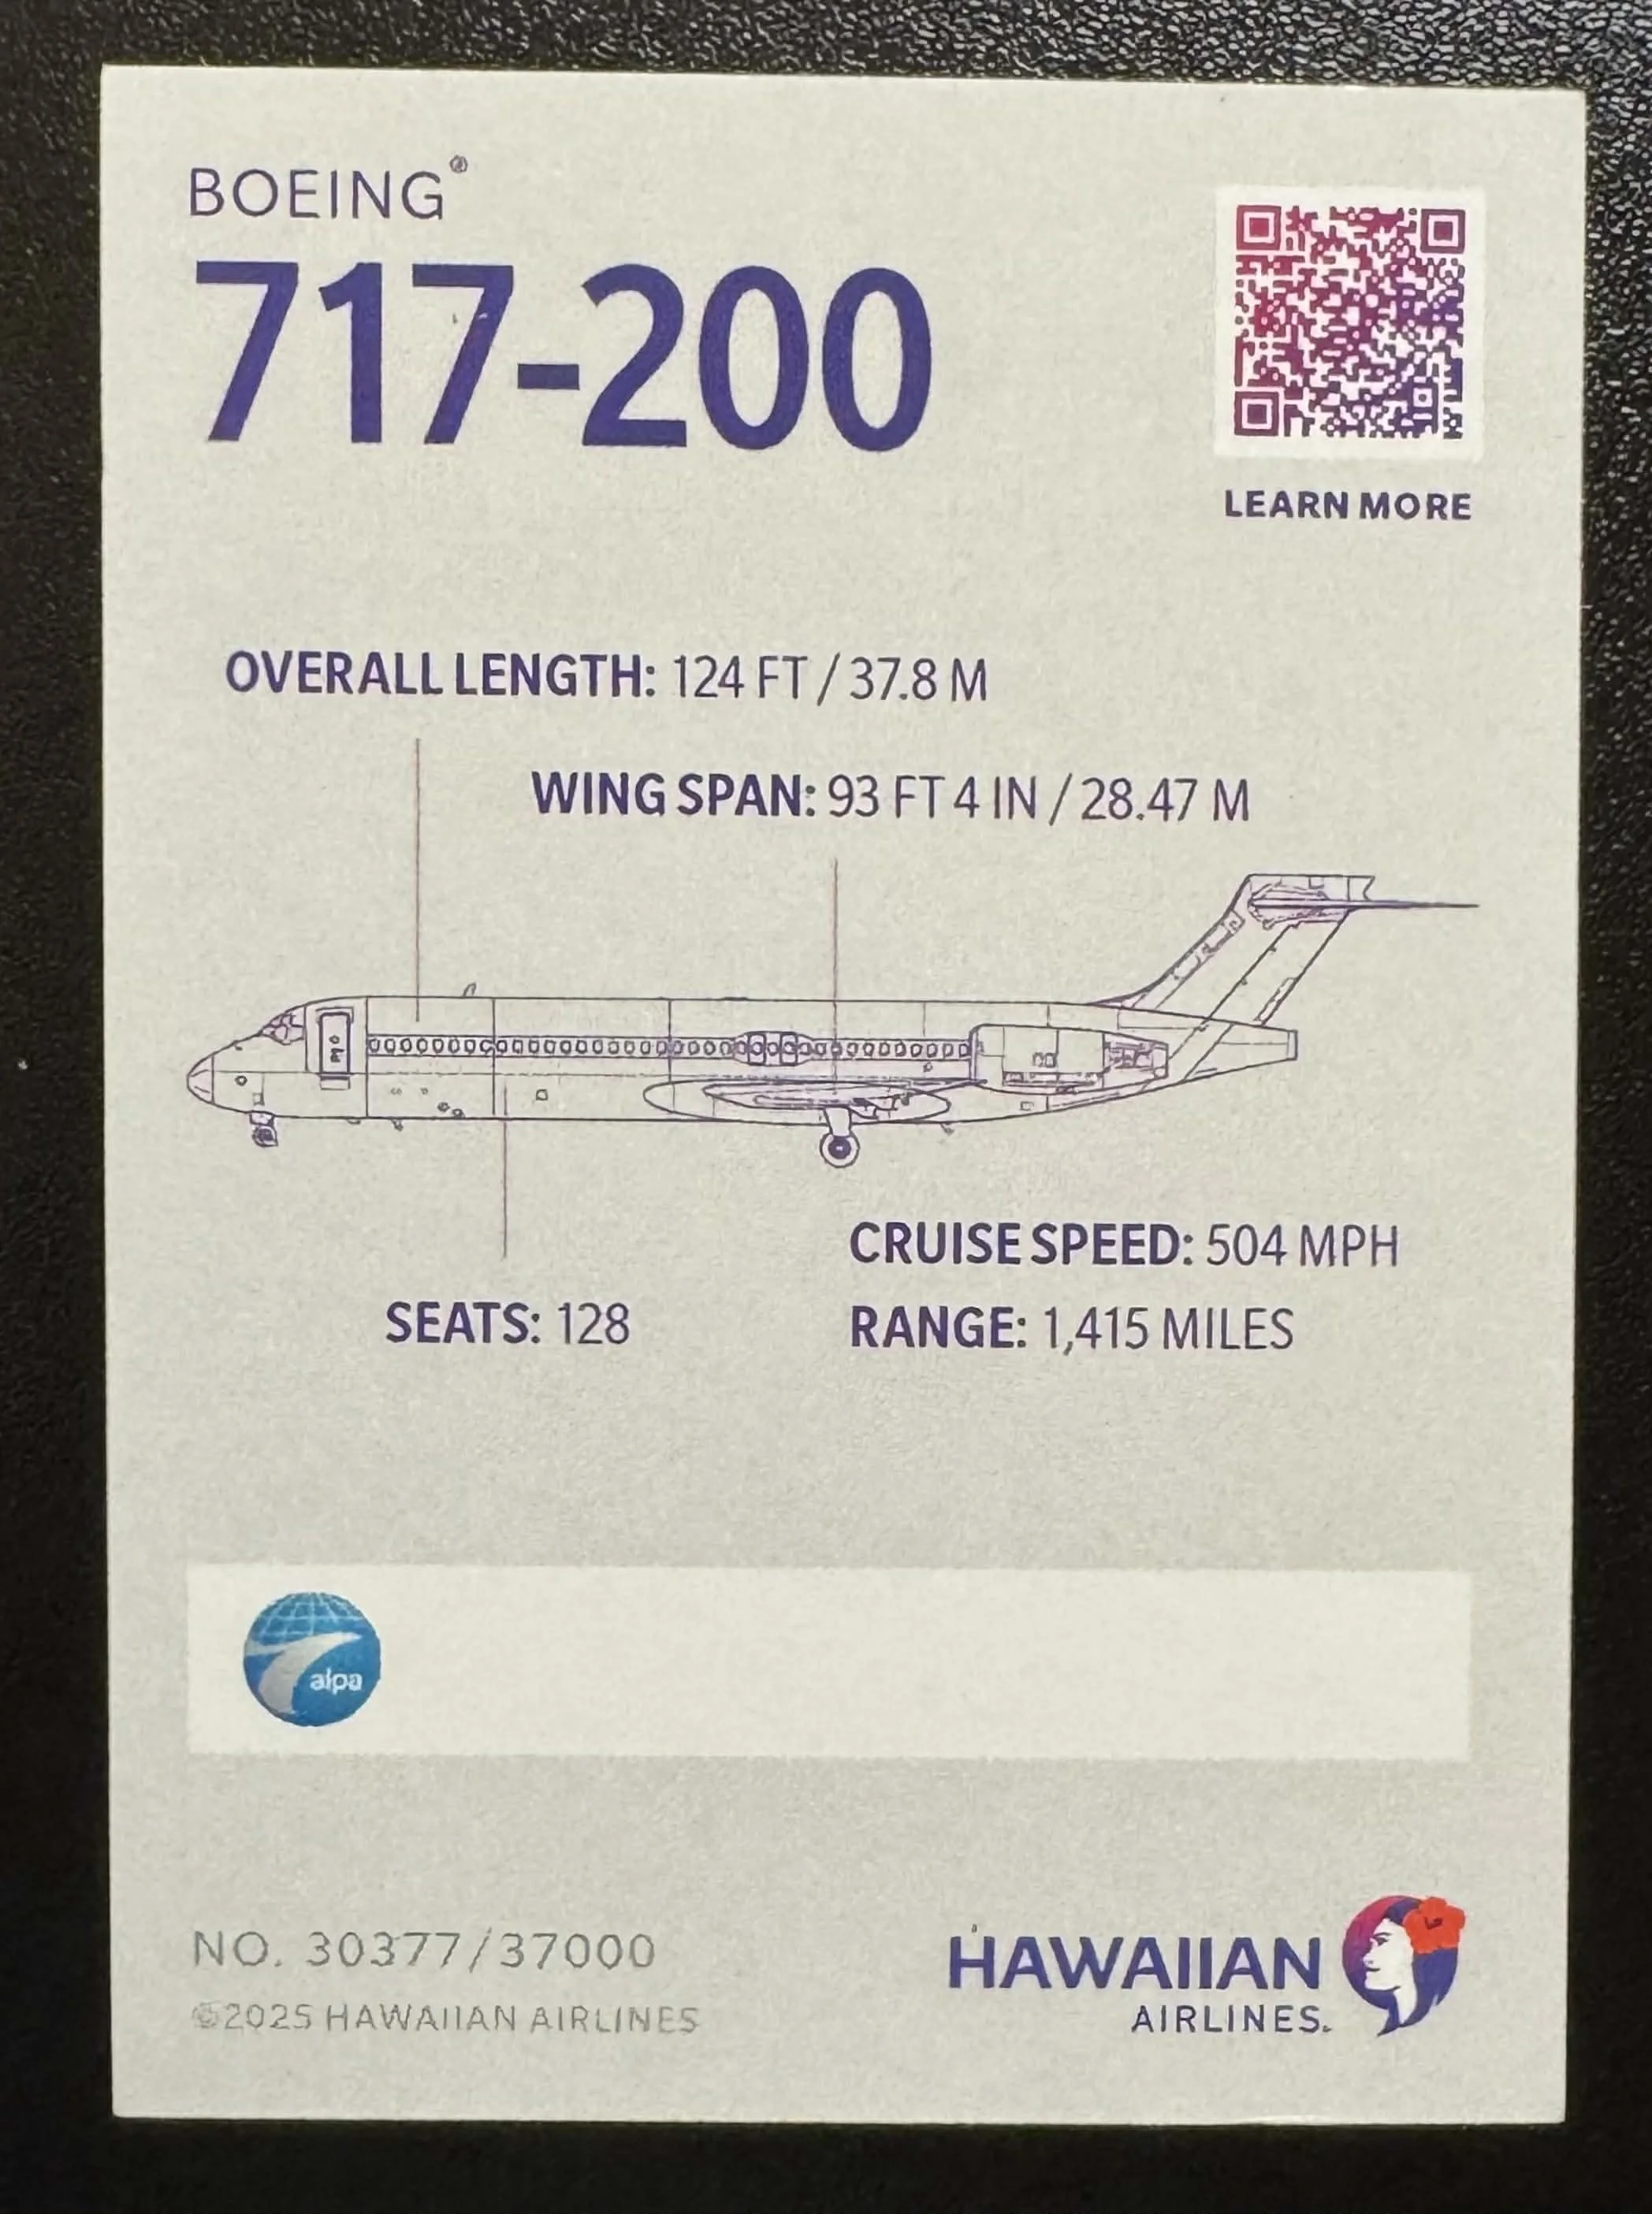 BOEING®
717-200
LEARN MORE
OVERALL LENGTH: 124 FT / 37.8 M
WING SPAN: 93 FT 4 IN / 28.47 M
CRUISE SPEED: 504 MPH
SEATS: 128
RANGE: 1,415 MILES
alpa
NO. 30377/37000
©2025 HAWAIIAN AIRLINES
HAWAIIAN
AIRLINES.